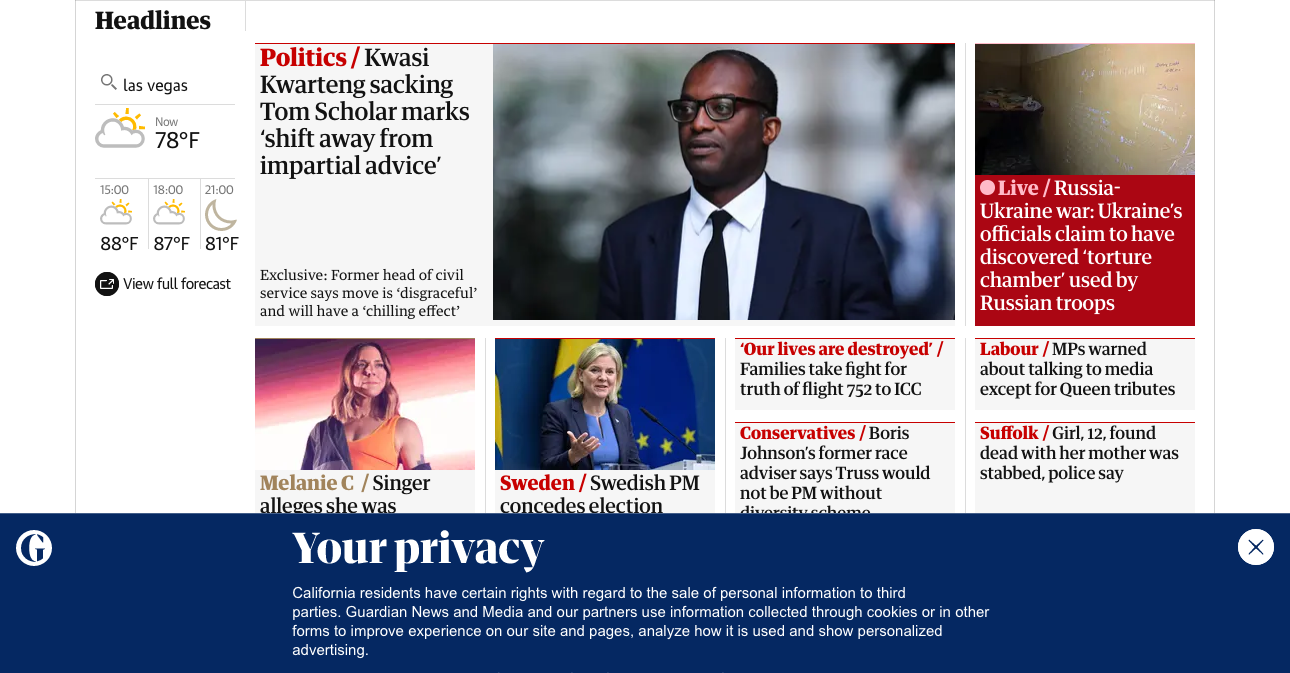 Headlines
las vegas
Now
78°F
15:00
18:00
21:00
88°F
87°F
81°F
View full forecast
Politics / Kwasi
Kwarteng sacking
Tom Scholar marks
‘shift away from
impartial advice’
Exclusive: Former head of civil
service says move is ‘disgraceful’
and will have a ‘chilling effect’
Live / Russia-
Ukraine war: Ukraine’s
officials claim to have
discovered ‘torture
chamber’ used by
Russian troops
Melanie C / Singer
alleges she was
Sweden / Swedish PM
concedes election
‘Our lives are destroyed’ /
Families take fight for
truth of flight 752 to ICC
Conservatives / Boris
Johnson’s former race
adviser says Truss would
not be PM without
diversity scheme
Labour / MPs warned
about talking to media
except for Queen tributes
Suffolk / Girl, 12, found
dead with her mother was
stabbed, police say
Your privacy
California residents have certain rights with regard to the sale of personal information to third
parties. Guardian News and Media and our partners use information collected through cookies or in other
forms to improve experience on our site and pages, analyze how it is used and show personalized
advertising.